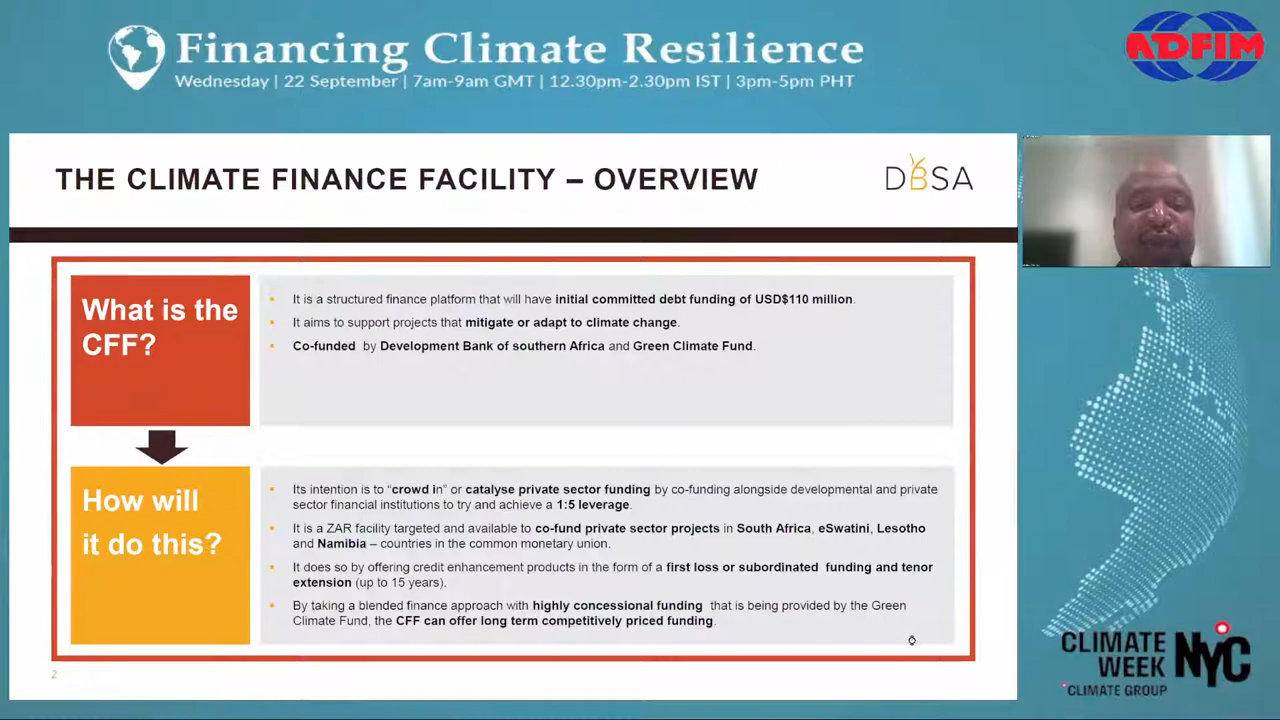 Financing Climate Resilience
Wednesday | 22 September | 7am-9am GMT | 12.30pm-2.30pm IST | 3pm-5pm PHT
ADFIM
THE CLIMATE FINANCE FACILITY – OVERVIEW
DBSA
What is the
CFF?
It is a structured finance platform that will have initial committed debt funding of USD$110 million.
It aims to support projects that mitigate or adapt to climate change.
Co-funded by Development Bank of southern Africa and Green Climate Fund.
How will
it do this?
Its intention is to “crowd in” or catalyse private sector funding by co-funding alongside developmental and private
sector financial institutions to try and achieve a 1:5 leverage.
It is a ZAR facility targeted and available to co-fund private sector projects in South Africa, eSwatini, Lesotho
and Namibia – countries in the common monetary union.
It does so by offering credit enhancement products in the form of a first loss or subordinated funding and tenor
extension (up to 15 years).
By taking a blended finance approach with highly concessional funding that is being provided by the Green
Climate Fund, the CFF can offer long term competitively priced funding.
2
CLIMATE
WEEK NYC
°CLIMATE GROUP